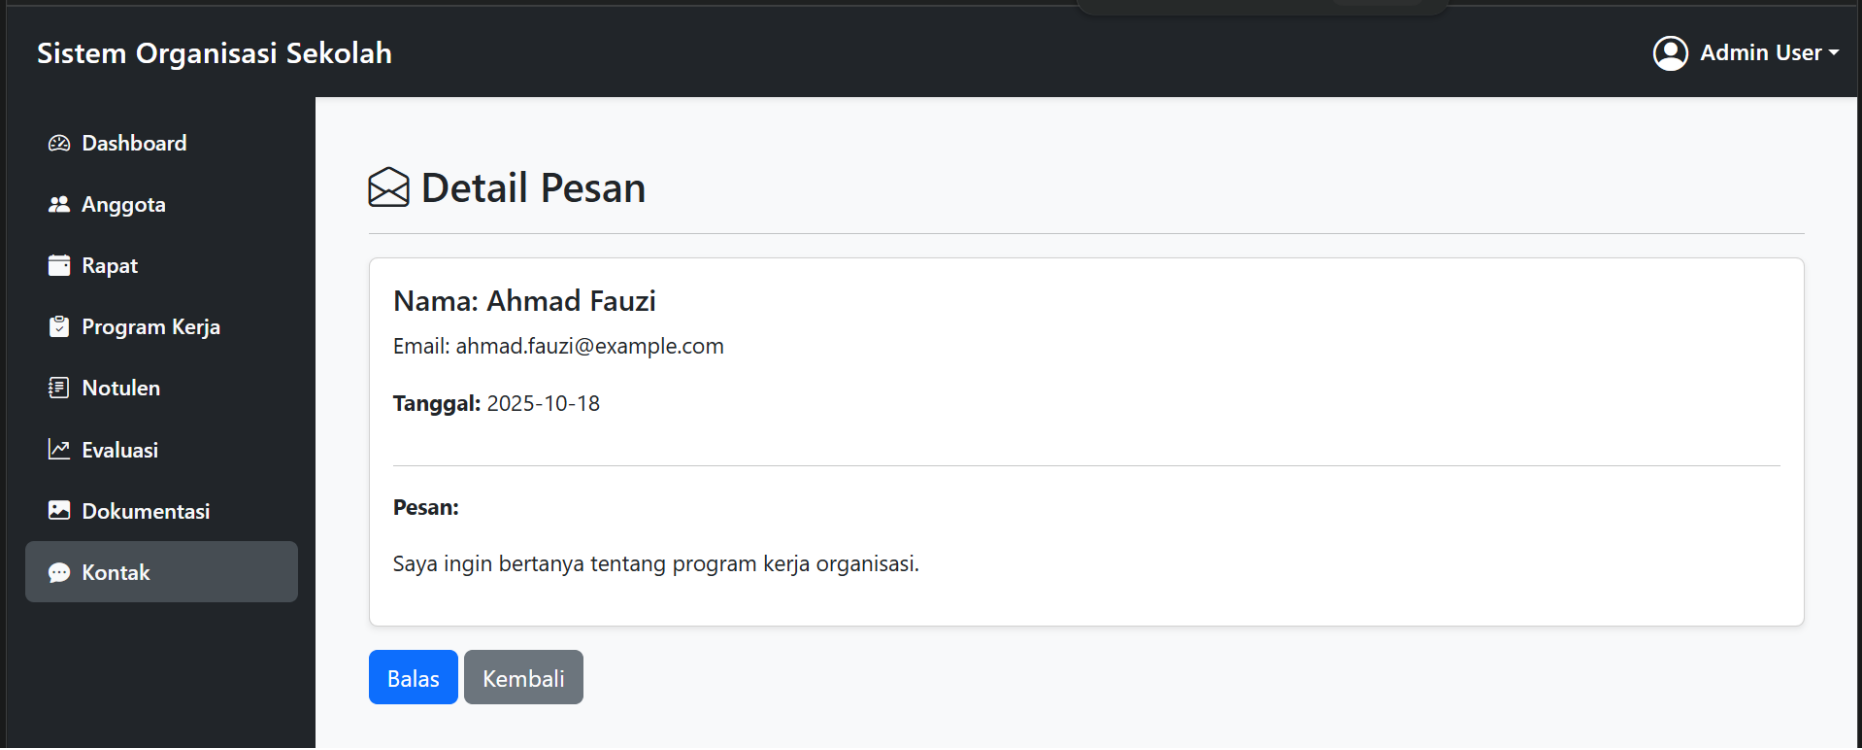 Sistem Organisasi Sekolah
Admin User
Dashboard
Anggota
Rapat
Program Kerja
Notulen
Evaluasi
Dokumentasi
Kontak
Detail Pesan
Nama: Ahmad Fauzi
Email: ahmad.fauzi@example.com
Tanggal: 2025-10-18
Pesan:
Saya ingin bertanya tentang program kerja organisasi.
Balas
Kembali